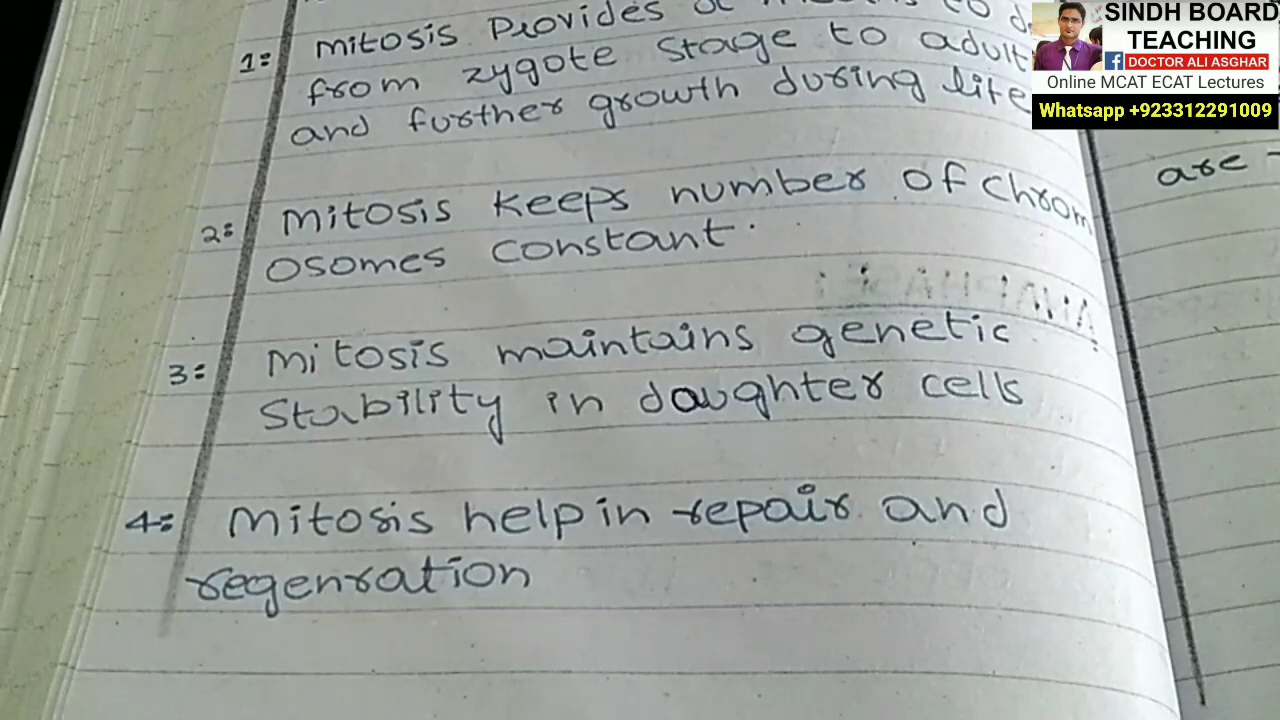 1: mitosis Provides a to
from zygote stage to adult
and further growth during life
2: mitosis keeps number of chrom
osomes constant.
3: mitosis maintains genetic
stability in daughter cells
4: mitosis help in repair and
regenration
are
SINDH BOARD
TEACHING
f DOCTOR ALI ASGHAR
Online MCAT ECAT Lectures
Whatsapp +923312291009